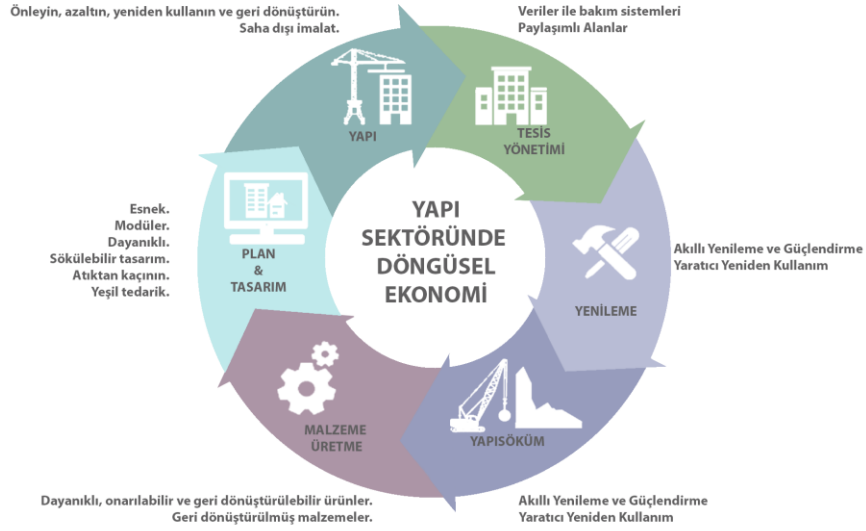 Önleyin, azaltın, yeniden kullanın ve geri dönüştürün.
Saha dışı imalat.
Veriler ile bakım sistemleri
Paylaşımlı Alanlar
YAPI
TESİS
YÖNETİMİ
Esnek.
Modüler.
Dayanıklı.
Sökülebilir tasarım.
Atıktan kaçının.
Yeşil tedarik.
PLAN
&
TASARIM
YAPI
SEKTÖRÜNDE
DÖNGÜSEL
EKONOMİ
Akıllı Yenileme ve Güçlendirme
Yaratıcı Yeniden Kullanım
YENİLEME
MALZEME
ÜRETME
YAPISÖKÜM
Dayanıklı, onarılabilir ve geri dönüştürülebilir ürünler.
Geri dönüştürülmüş malzemeler.
Akıllı Yenileme ve Güçlendirme
Yaratıcı Yeniden Kullanım